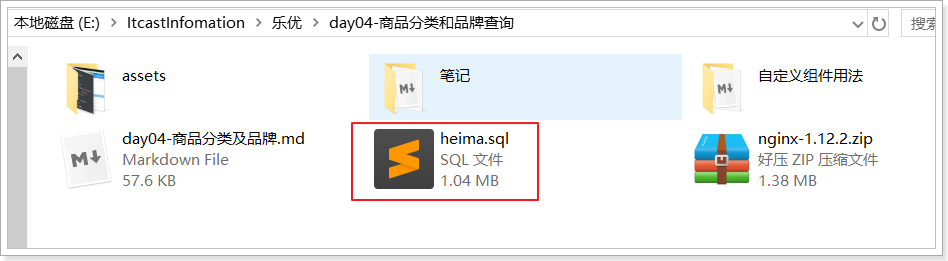 本地磁盘 (E:) > ItcastInfomation > 乐优 > day04-商品分类和品牌查询
搜索
assets
笔记
自定义组件用法
day04-商品分类及品牌.md
Markdown File
57.6 KB
heima.sql
SQL 文件
1.04 MB
nginx-1.12.2.zip
好压 ZIP 压缩文件
1.38 MB